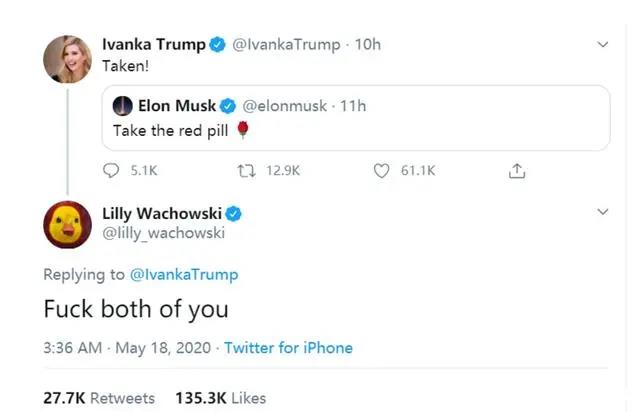 Ivanka Trump @IvankaTrump · 10h
Taken!
Elon Musk @elonmusk · 11h
Take the red pill 🌹
5.1K 12.9K 61.1K
Lilly Wachowski
@lilly_wachowski
Replying to @IvankaTrump
Fuck both of you
3:36 AM · May 18, 2020 · Twitter for iPhone
27.7K Retweets 135.3K Likes